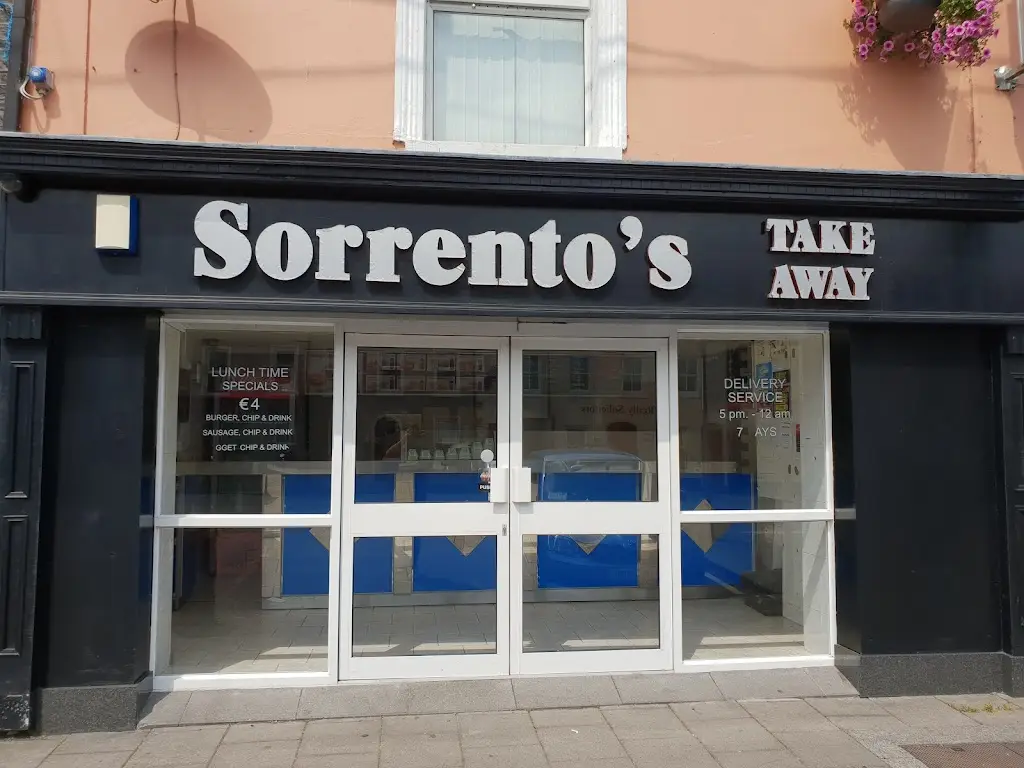 Sorrento's
TAKE
AWAY
LUNCH TIME
SPECIALS
€4
BURGER, CHIP & DRINK
SAUSAGE, CHIP & DRINK
GGET CHIP & DRINK
DELIVERY
SERVICE
5 pm. - 12 am
7 AYS